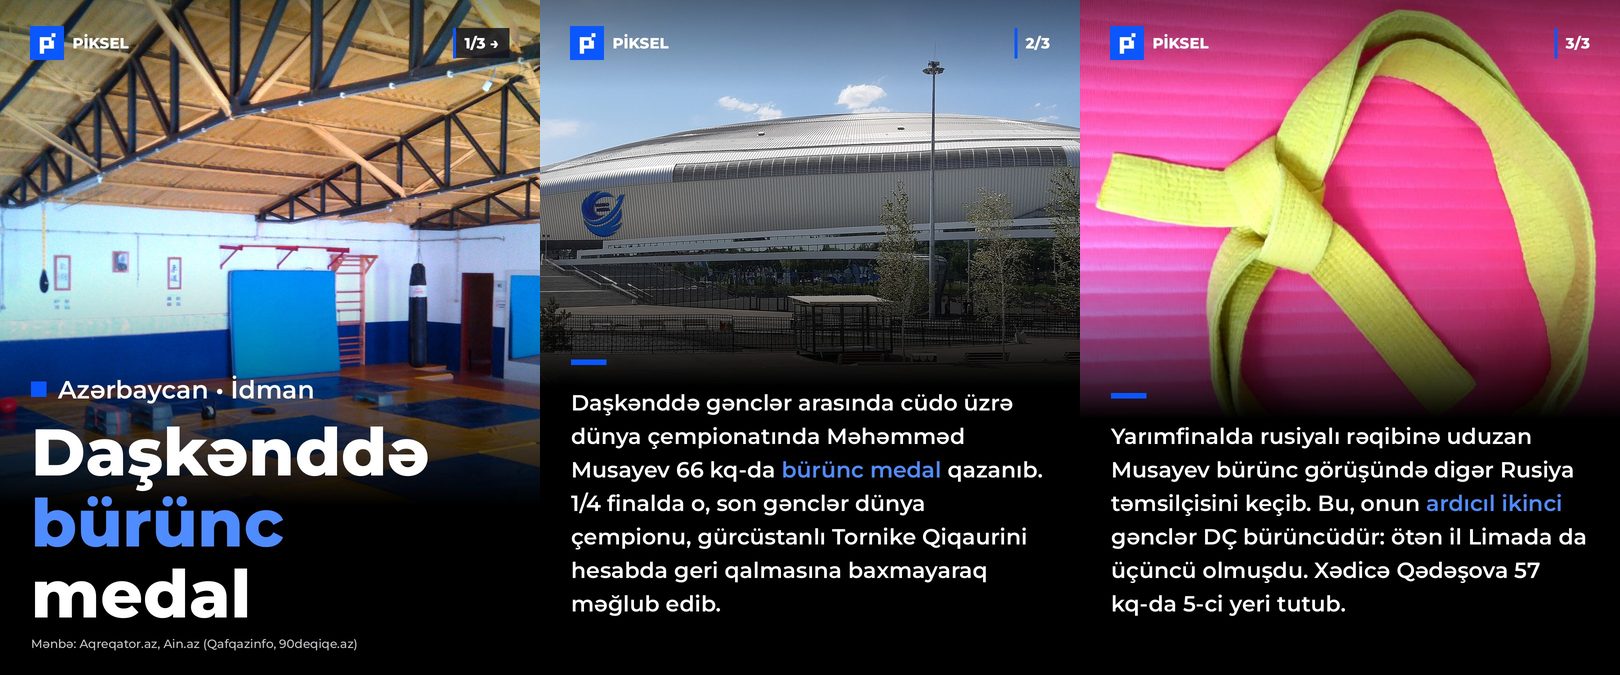 PİKSEL
1/3 →
Azərbaycan • İdman
Daşkənddə
bürünc
medal
Mənbə: Aqreqator.az, Ain.az (Qafqazinfo, 90deqiqe.az)
PİKSEL
2/3
Daşkənddə gənclər arasında cüdo üzrə
dünya çempionatında Məhəmməd
Musayev 66 kq-da bürünc medal qazanıb.
1/4 finalda o, son gənclər dünya
çempionu, gürcüstanlı Tornike Qiqaurini
hesabda geri qalmasına baxmayaraq
məğlub edib.
PİKSEL
3/3
Yarımfinalda rusiyalı rəqibinə uduzan
Musayev bürünc görüşündə digər Rusiya
təmsilçisini keçib. Bu, onun ardıcıl ikinci
gənclər DÇ bürüncüdür: ötən il Limada da
üçüncü olmuşdu. Xədicə Qədəşova 57
kq-da 5-ci yeri tutub.